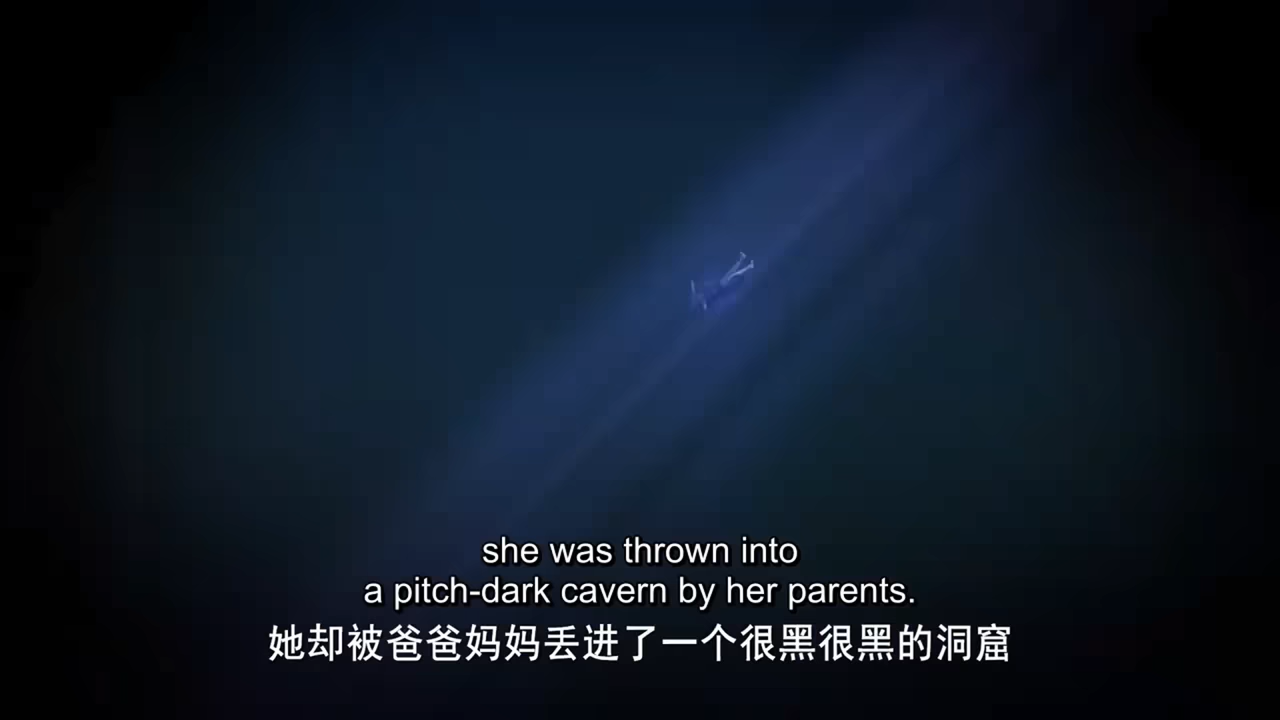 she was thrown into
a pitch-dark cavern by her parents.
她却被爸爸妈妈丢进了一个很黑很黑的洞窟